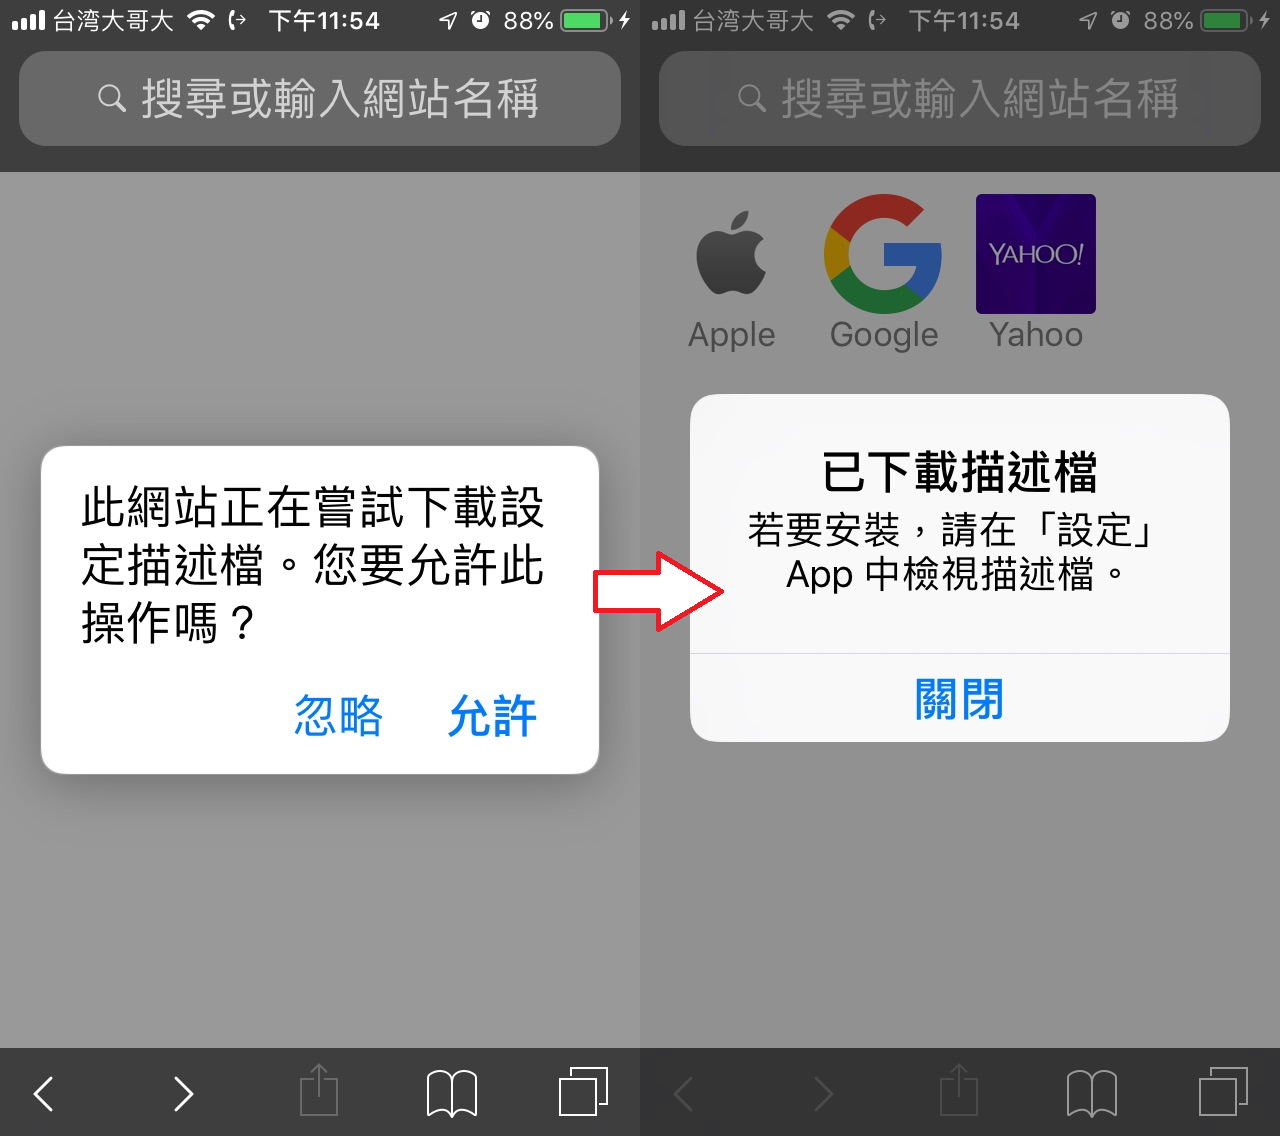 台湾大哥大 下午11:54 88%
搜尋或輸入網站名稱
此網站正在嘗試下載設
定描述檔。您要允許此
操作嗎？
忽略 允許
台湾大哥大 下午11:54 88%
搜尋或輸入網站名稱
YAHOO!
Apple Google Yahoo
已下載描述檔
若要安裝，請在「設定」
App 中檢視描述檔。
關閉